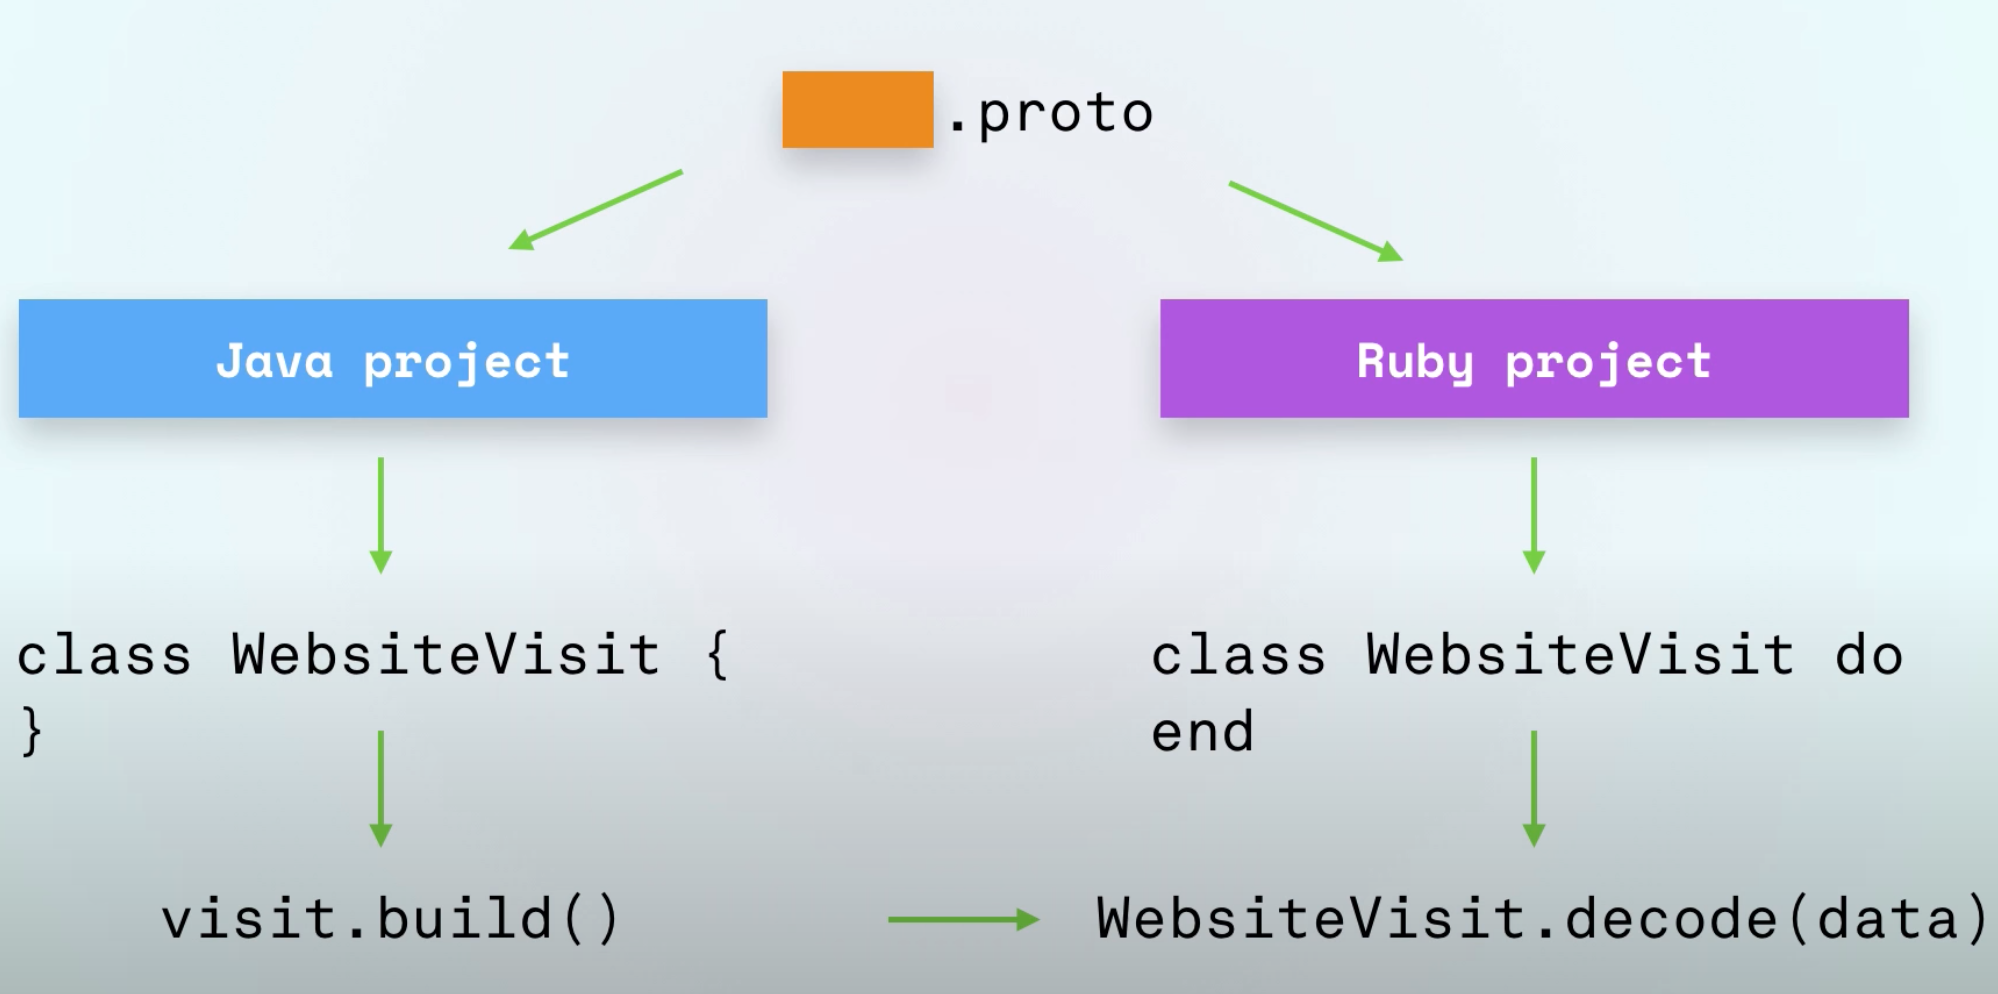 .proto
Java project
Ruby project
class WebsiteVisit {
}
class WebsiteVisit do
end
visit.build()
WebsiteVisit.decode(data)